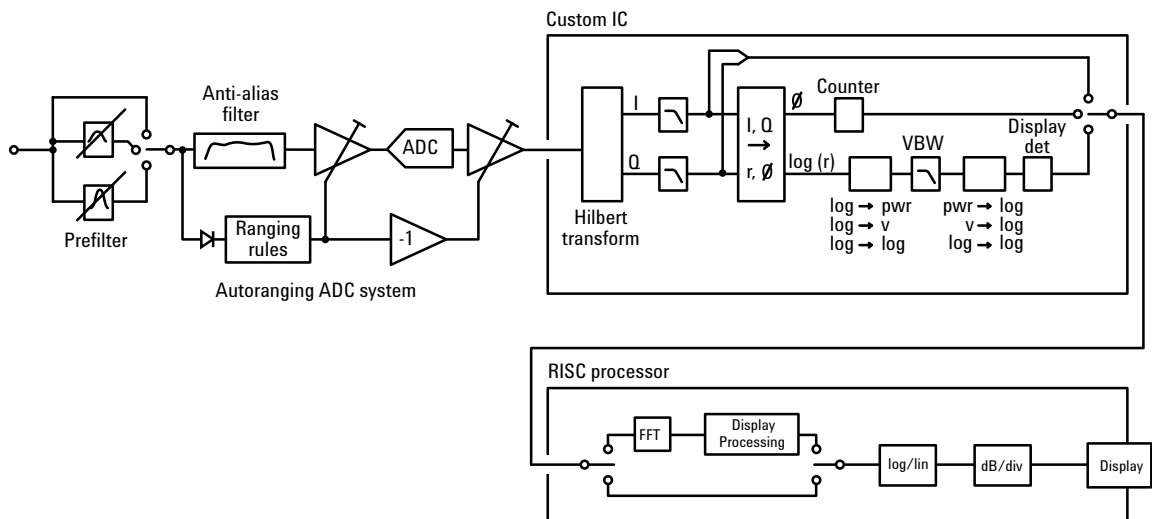 Custom IC
Anti-alias
filter
Prefilter
ADC
Ranging
rules
-1
Autoranging ADC system
I
Q
Hilbert
transform
I, Q
→
r, Ø
Ø
log (r)
Counter
VBW
Display
det
log → pwr
log → v
log → log
pwr → log
v → log
log → log
RISC processor
FFT
Display
Processing
log/lin
dB/div
Display